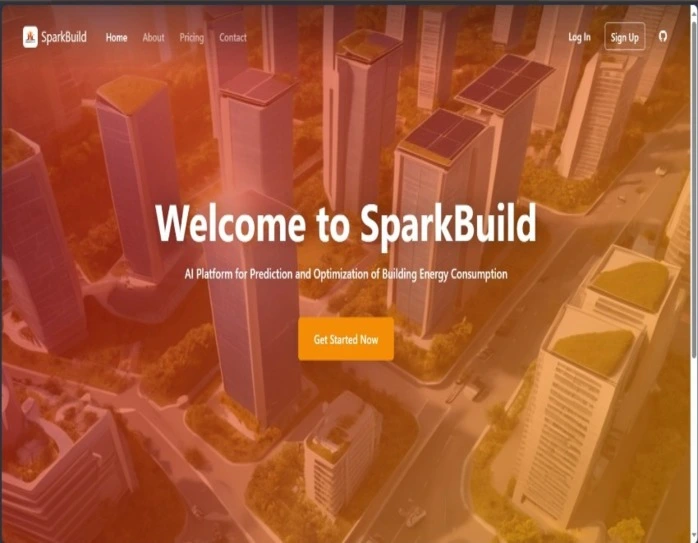 SparkBuild Home About Pricing Contact Log In Sign Up
Welcome to SparkBuild
AI Platform for Prediction and Optimization of Building Energy Consumption
Get Started Now